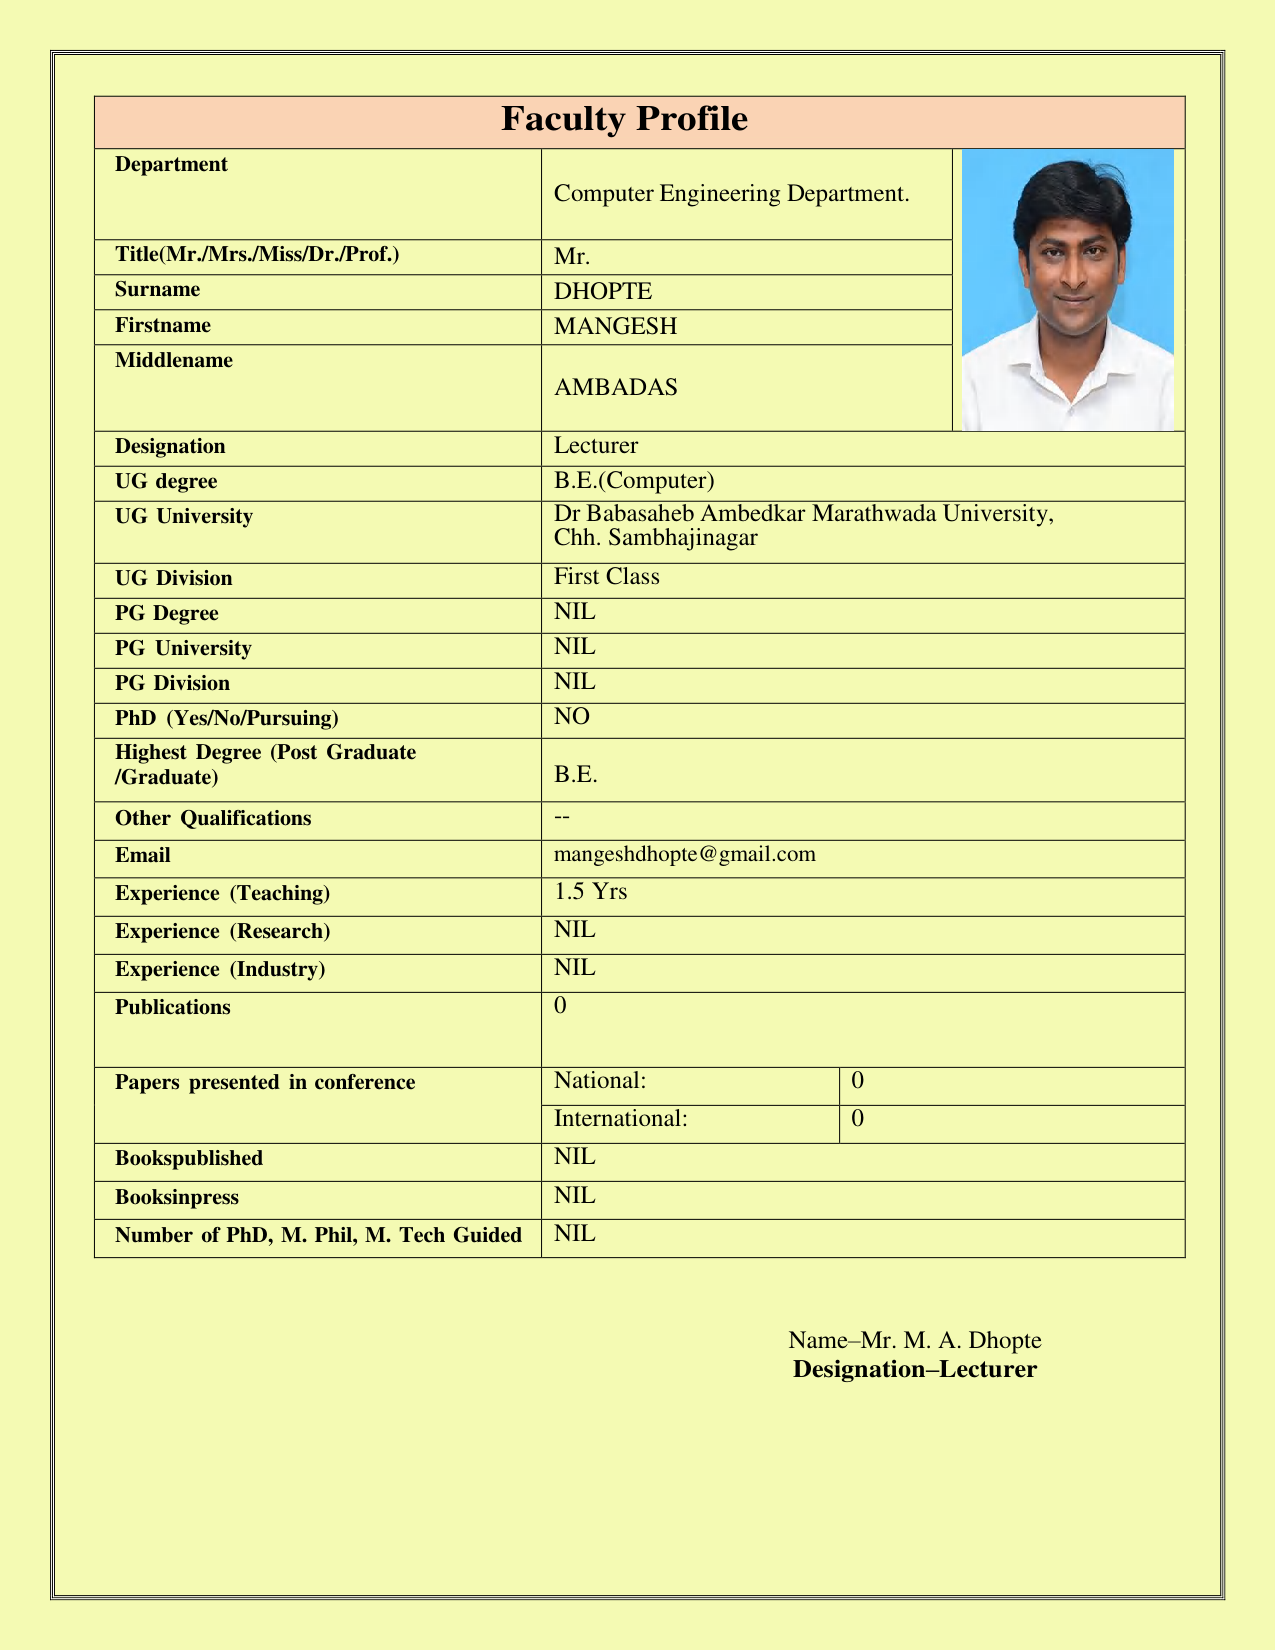 Faculty Profile
Department
Computer Engineering Department.
Title(Mr./Mrs./Miss/Dr./Prof.)
Mr.
Surname
DHOPTE
Firstname
MANGESH
Middlename
AMBADAS
Designation
Lecturer
UG degree
B.E.(Computer)
UG University
Dr Babasaheb Ambedkar Marathwada University,
Chh. Sambhajinagar
UG Division
First Class
PG Degree
NIL
PG University
NIL
PG Division
NIL
PhD (Yes/No/Pursuing)
NO
Highest Degree (Post Graduate
/Graduate)
B.E.
Other Qualifications
--
Email
mangeshdhopte@gmail.com
Experience (Teaching)
1.5 Yrs
Experience (Research)
NIL
Experience (Industry)
NIL
Publications
0
Papers presented in conference
National:
0
International:
0
Bookspublished
NIL
Booksinpress
NIL
Number of PhD, M. Phil, M. Tech Guided
NIL
Name–Mr. M. A. Dhopte
Designation–Lecturer